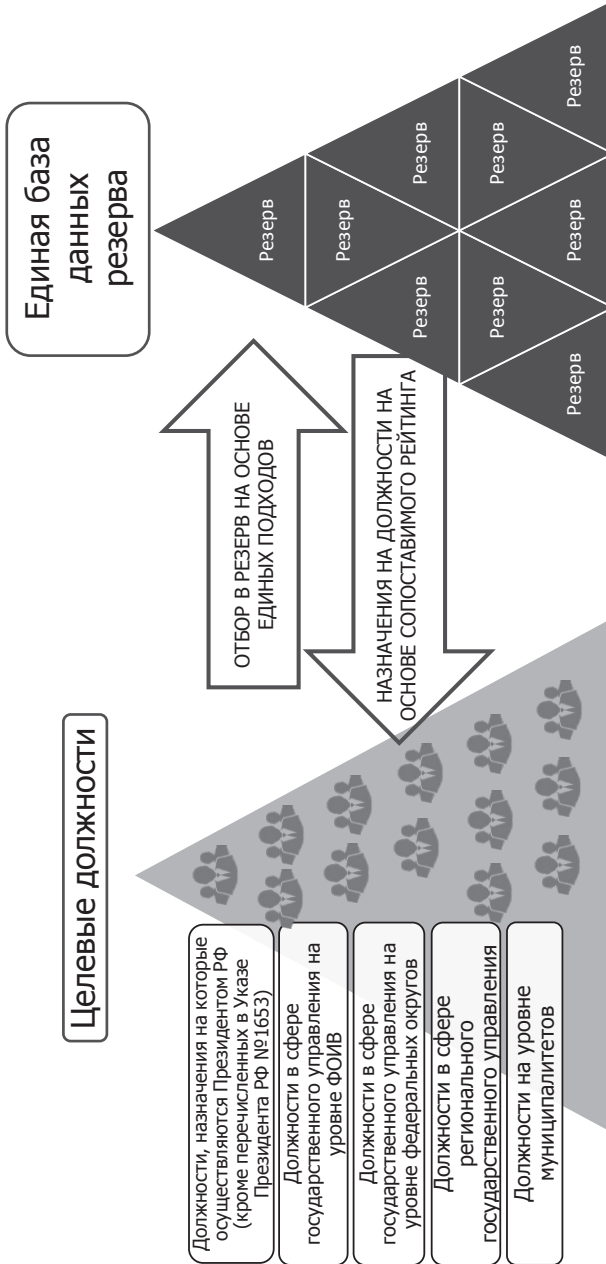 Целевые должности
Должности, назначения на которые
осуществляются Президентом РФ
(кроме перечисленных в Указе
Президента РФ №1653)
Должности в сфере
государственного управления на
уровне ФОИВ
Должности в сфере
государственного управления на
уровне федеральных округов
Должности в сфере
регионального
государственного управления
Должности на уровне
муниципалитетов
ОТБОР В РЕЗЕРВ НА ОСНОВЕ
ЕДИНЫХ ПОДХОДОВ
НАЗНАЧЕНИЯ НА ДОЛЖНОСТИ НА
ОСНОВЕ СОПОСТАВИМОГО РЕЙТИНГА
Единая база
данных
резерва
Резерв
Резерв
Резерв
Резерв
Резерв
Резерв
Резерв
Резерв
Резерв